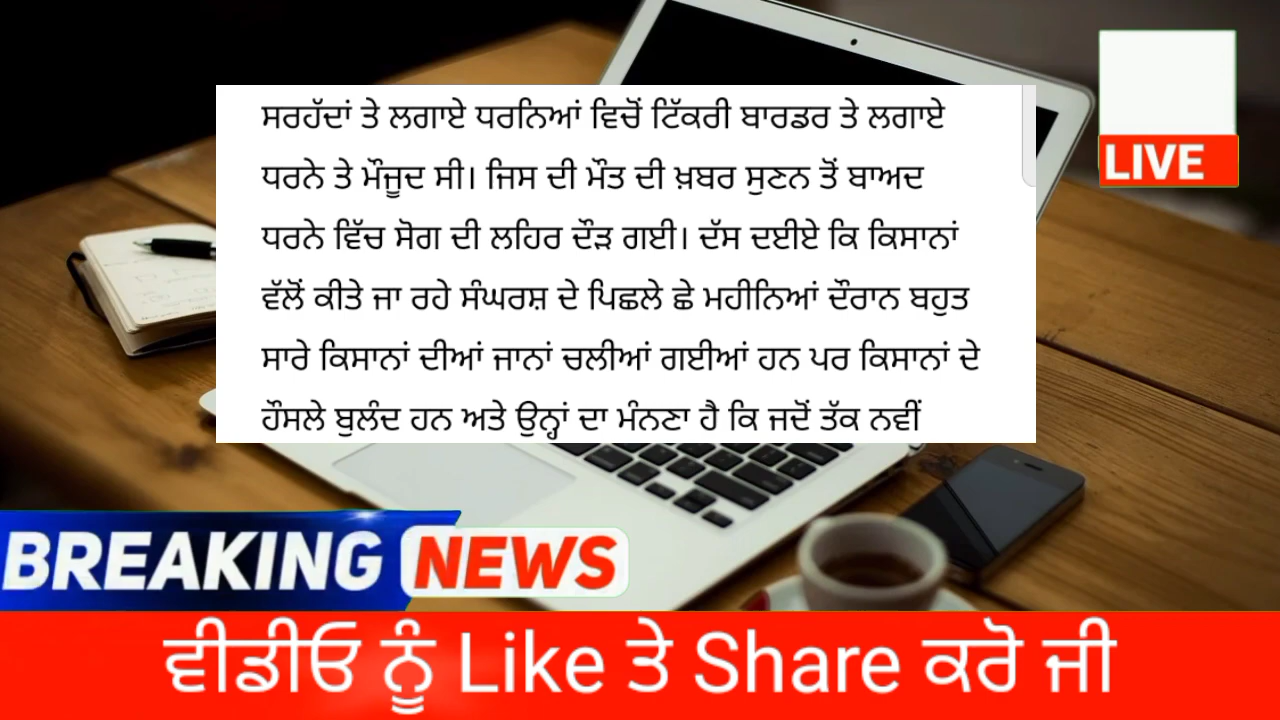 ਸਰਹੱਦਾਂ ਤੇ ਲਗਾਏ ਧਰਨਿਆਂ ਵਿਚੋਂ ਟਿੱਕਰੀ ਬਾਰਡਰ ਤੇ ਲਗਾਏ
ਧਰਨੇ ਤੇ ਮੌਜੂਦ ਸੀ। ਜਿਸ ਦੀ ਮੌਤ ਦੀ ਖ਼ਬਰ ਸੁਣਨ ਤੋਂ ਬਾਅਦ
ਧਰਨੇ ਵਿੱਚ ਸੋਗ ਦੀ ਲਹਿਰ ਦੌੜ ਗਈ। ਦੱਸ ਦਈਏ ਕਿ ਕਿਸਾਨਾਂ
ਵੱਲੋਂ ਕੀਤੇ ਜਾ ਰਹੇ ਸੰਘਰਸ਼ ਦੇ ਪਿਛਲੇ ਛੇ ਮਹੀਨਿਆਂ ਦੌਰਾਨ ਬਹੁਤ
ਸਾਰੇ ਕਿਸਾਨਾਂ ਦੀਆਂ ਜਾਨਾਂ ਚਲੀਆਂ ਗਈਆਂ ਹਨ ਪਰ ਕਿਸਾਨਾਂ ਦੇ
ਹੌਸਲੇ ਬੁਲੰਦ ਹਨ ਅਤੇ ਉਨ੍ਹਾਂ ਦਾ ਮੰਨਣਾ ਹੈ ਕਿ ਜਦੋਂ ਤੱਕ ਨਵੀਂ
LIVE
BREAKING NEWS
ਵੀਡੀਓ ਨੂੰ Like ਤੇ Share ਕਰੋ ਜੀ